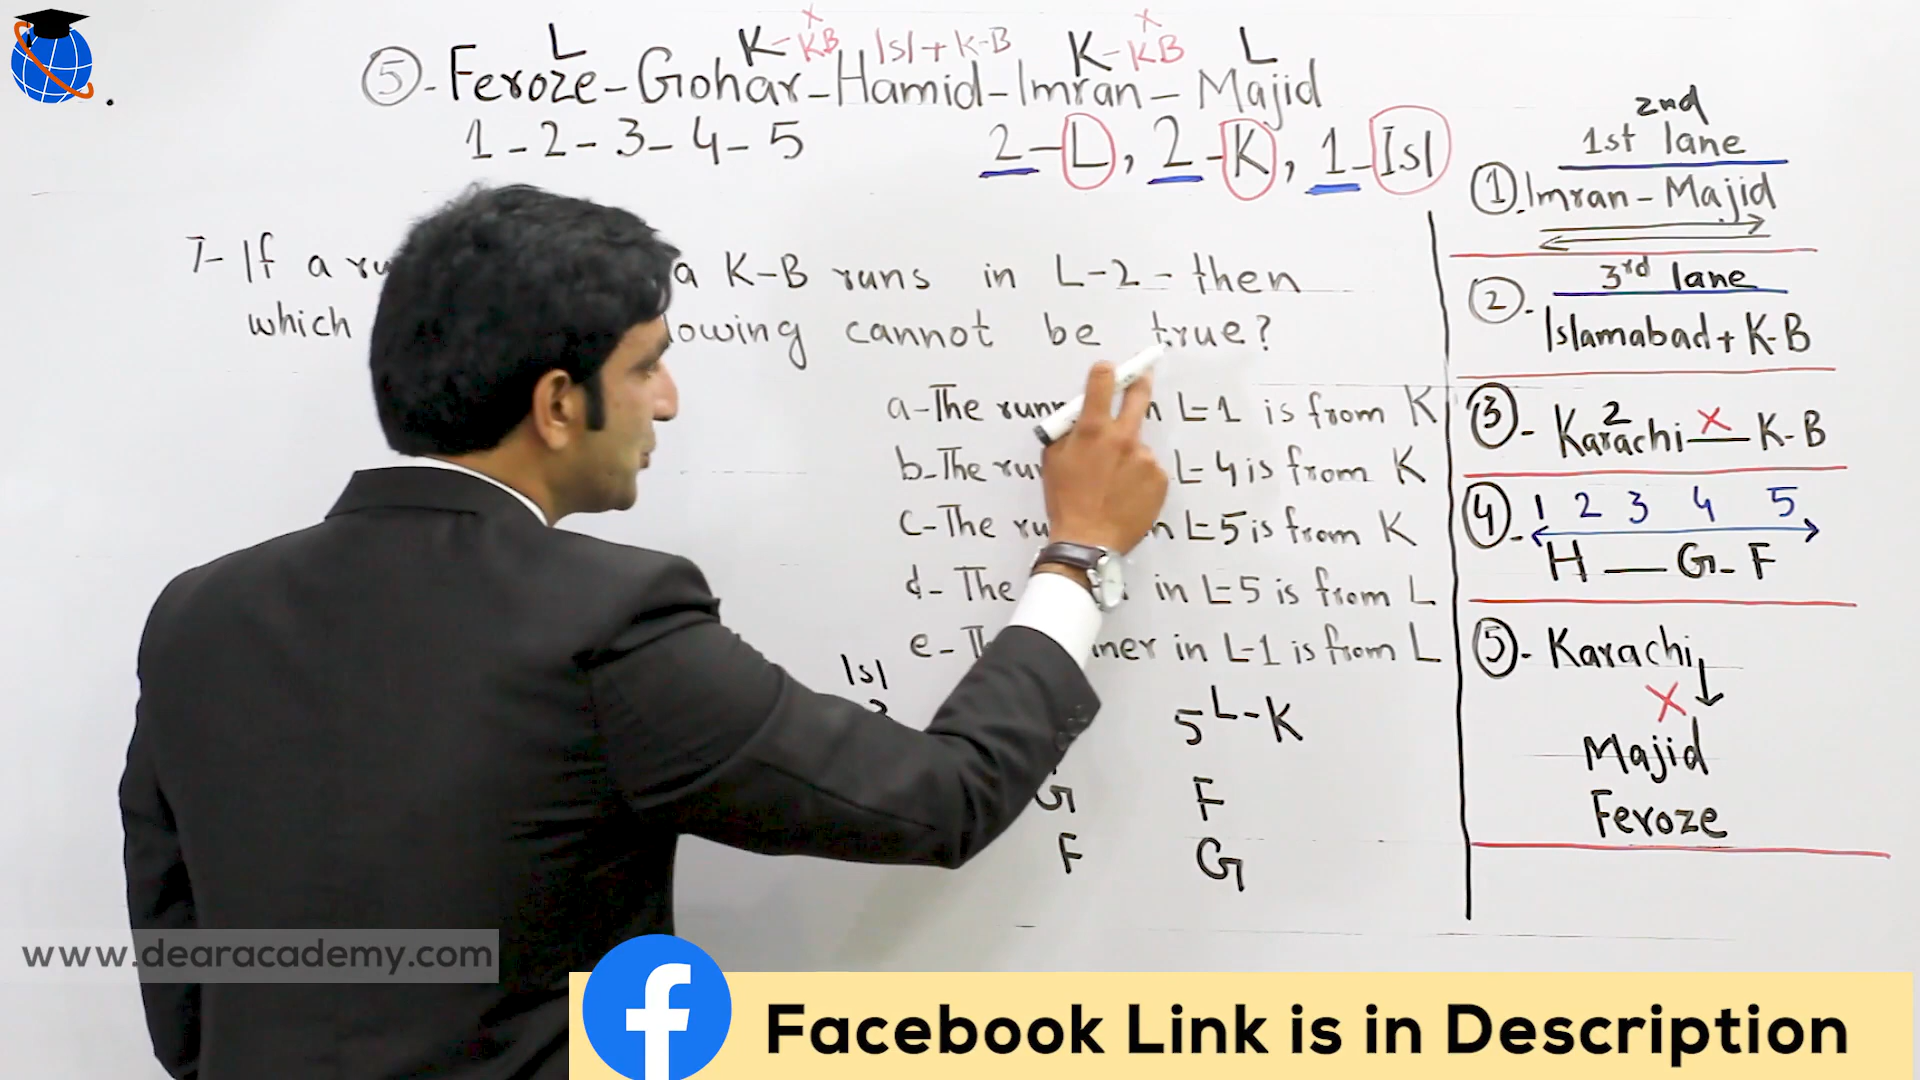 L K-KB Isl+K-B K-KB L
x x
⑤-Feroze-Gohar-Hamid-Imran-Majid
1-2-3-4-5 2-L, 2-K, 1-Isl
7- If a a K-B runs in L-2-then
which cannot be true?
a-The L-1 is from K
b-The L-4 is from K
c-The L-5 is from K
d- The in L-5 is from L
e- in L-1 is from L
Isl
5 L-K
G F
F G
2nd
1st lane
①.Imran-Majid
3rd lane
②. Islamabad+K-B
2 x
③- Karachi—K-B
④- 1 2 3 4 5
H — G-F
⑤- Karachi
x
Majid
Feroze
www.dearacademy.com
f
Facebook Link is in Description